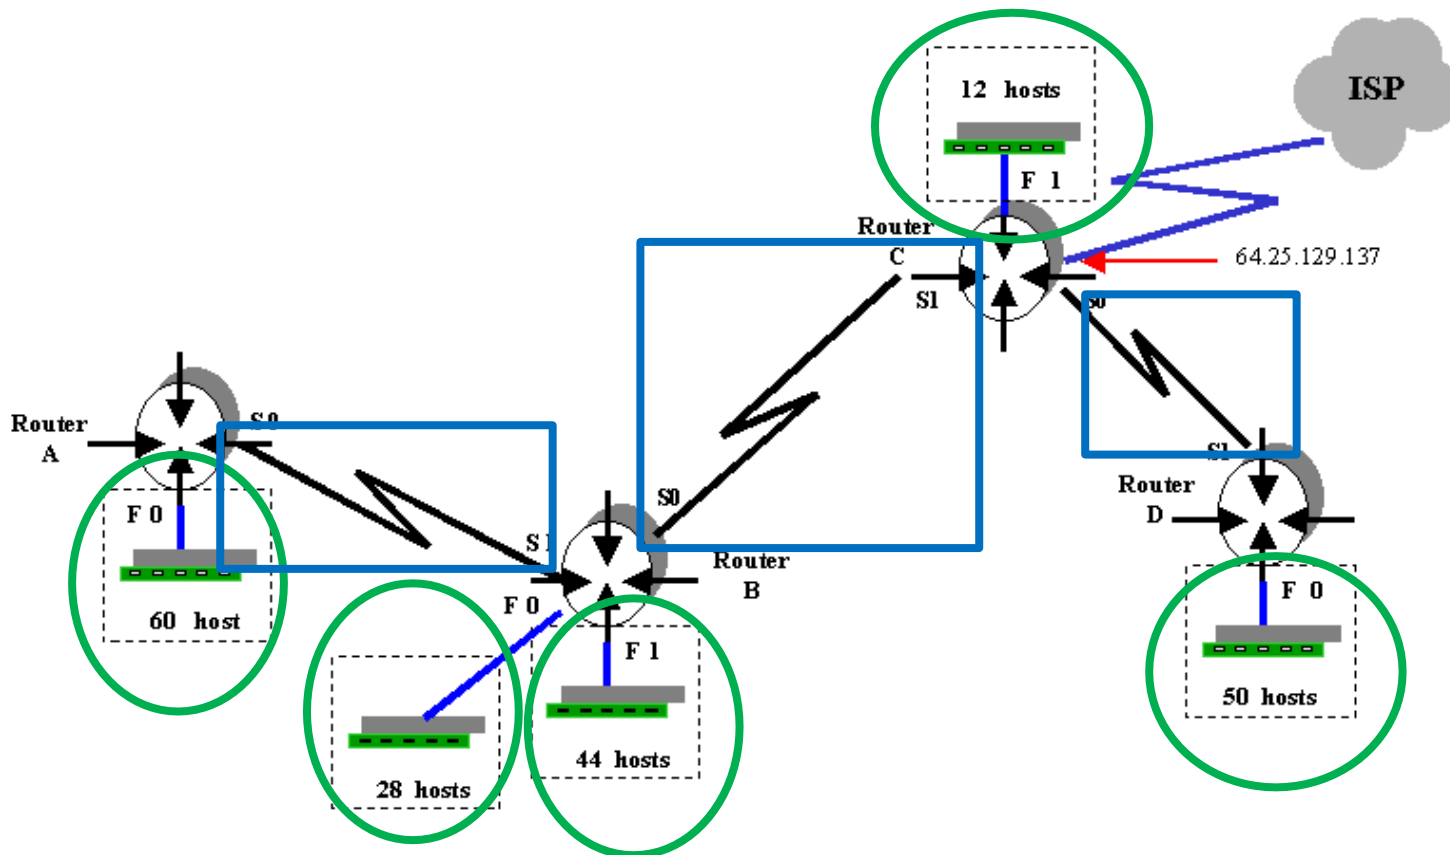 12 hosts
ISP
F 1
Router
C
64.25.129.137
S1
S0
S0
Router
A
Router
D
S1
S0
F 0
S1
Router
B
F 0
F 0
60 host
F 1
50 hosts
44 hosts
28 hosts